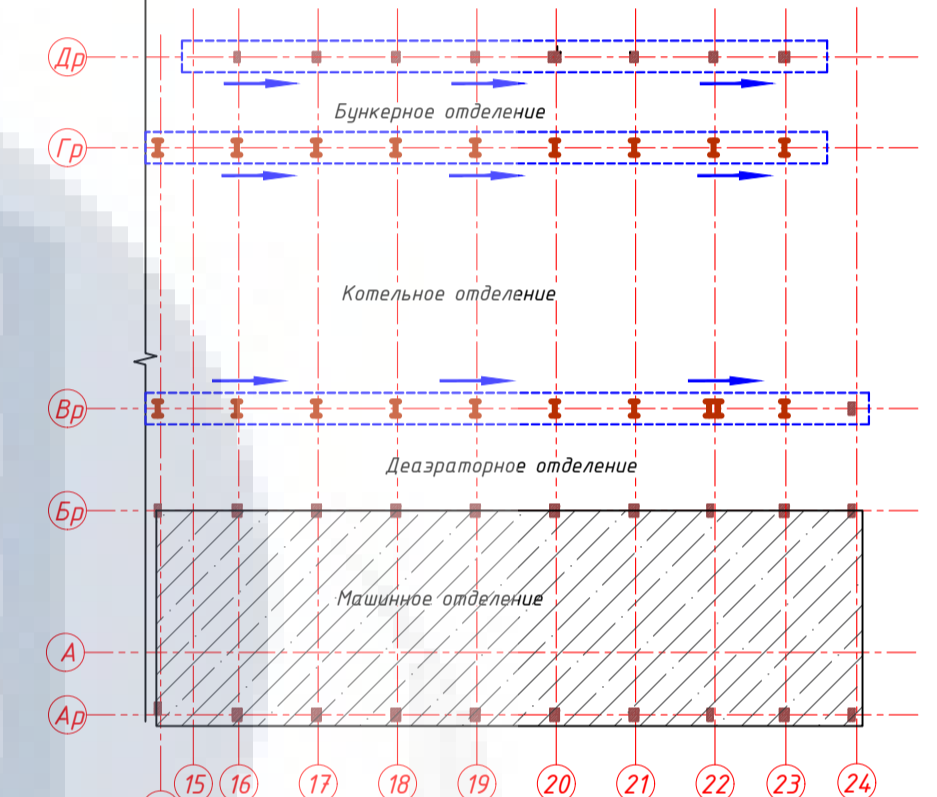 Др
Бункерное отделение
Гр
Котельное отделение
Вр
Деаэраторное отделение
Бр
Машинное отделение
А
Ар
15 16 17 18 19 20 21 22 23 24